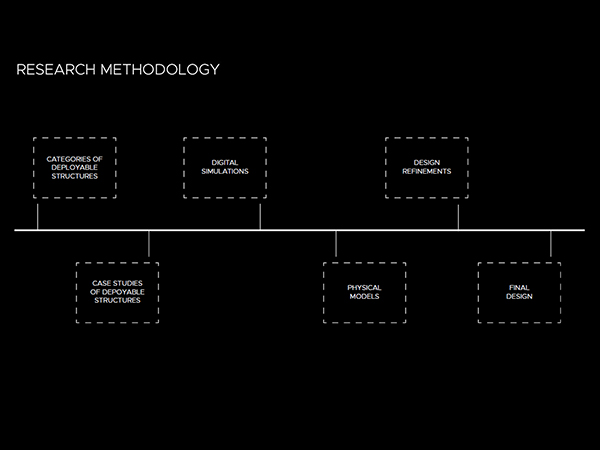 RESEARCH METHODOLOGY
CATEGORIES OF
DEPLOYABLE
STRUCTURES
DIGITAL
SIMULATIONS
DESIGN
REFINEMENTS
CASE STUDIES
OF DEPOYABLE
STRUCTURES
PHYSICAL
MODELS
FINAL
DESIGN